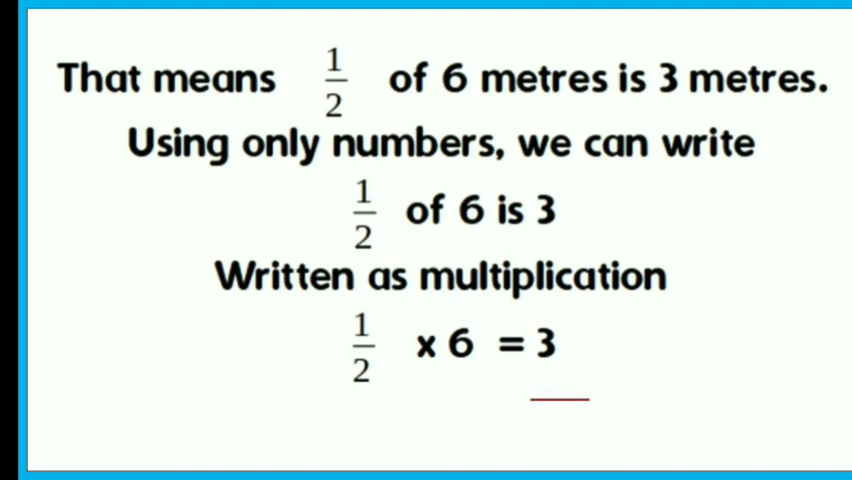 That means 1/2 of 6 metres is 3 metres.
Using only numbers, we can write
1/2 of 6 is 3
Written as multiplication
1/2 x 6 = 3